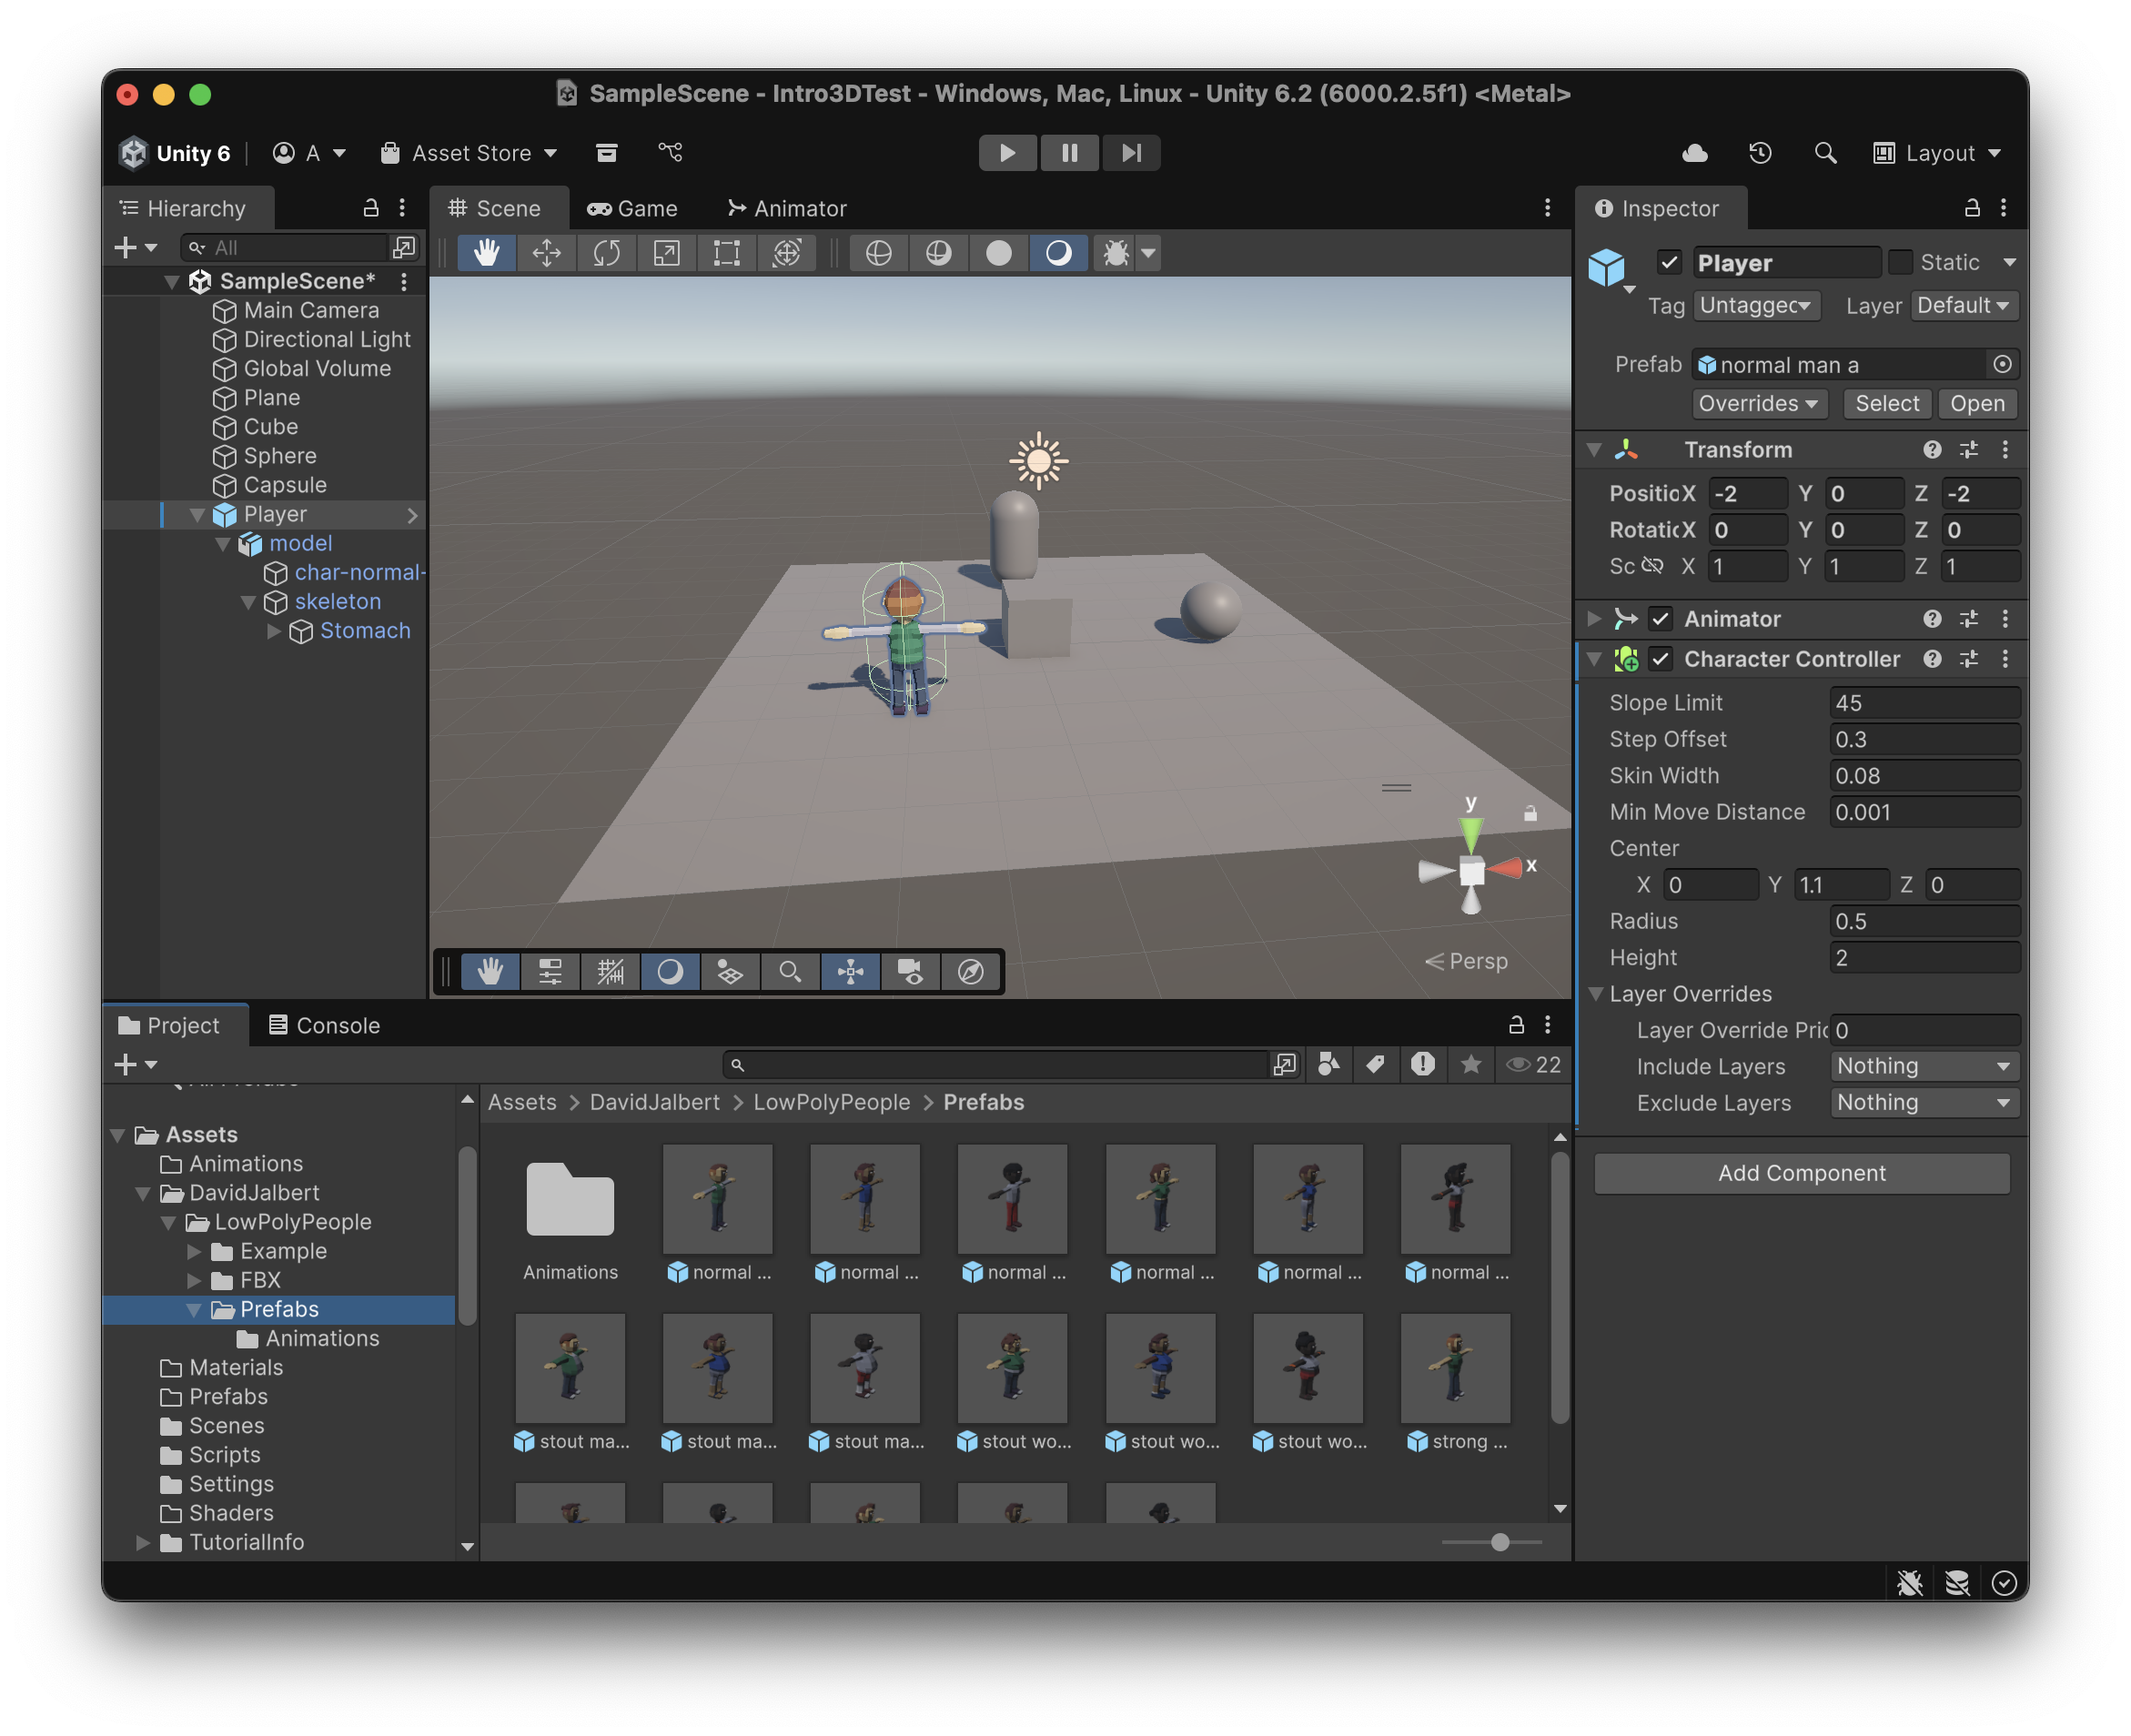 SampleScene - Intro3DTest - Windows, Mac, Linux - Unity 6.2 (6000.2.5f1) <Metal>
Unity 6
A
Asset Store
Layout
Hierarchy
All
SampleScene*
Main Camera
Directional Light
Global Volume
Plane
Cube
Sphere
Capsule
Player
model
char-normal-
skeleton
Stomach
Scene
Game
Animator
y
x
Persp
Inspector
Player
Static
Tag
Untagged
Layer
Default
Prefab
normal man a
Overrides
Select
Open
Transform
Positio X -2 Y 0 Z -2
Rotatio X 0 Y 0 Z 0
Sc X 1 Y 1 Z 1
Animator
Character Controller
Slope Limit 45
Step Offset 0.3
Skin Width 0.08
Min Move Distance 0.001
Center
X 0 Y 1.1 Z 0
Radius 0.5
Height 2
Layer Overrides
Layer Override Prio 0
Include Layers Nothing
Exclude Layers Nothing
Add Component
Project
Console
22
Assets
Animations
DavidJalbert
LowPolyPeople
Example
FBX
Prefabs
Animations
Materials
Prefabs
Scenes
Scripts
Settings
Shaders
TutorialInfo
Assets > DavidJalbert > LowPolyPeople > Prefabs
Animations
normal ...
normal ...
normal ...
normal ...
normal ...
normal ...
stout ma...
stout ma...
stout ma...
stout wo...
stout wo...
stout wo...
strong ...